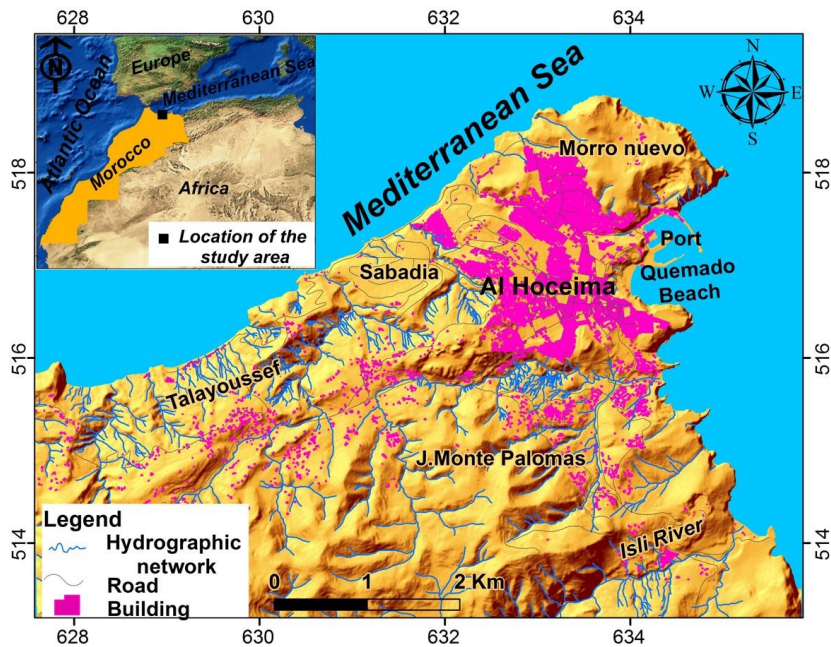 628
630
632
634
Europe
Mediterranean Sea
Atlantic Ocean
N
Morocco
Africa
Location of the
study area
Mediterranean Sea
N
W
E
S
518
518
Morro nuevo
Port
Quemado
Beach
Sabadia
Al Hoceima
516
516
Talayoussef
J.Monte Palomas
514
514
Isli River
Legend
Hydrographic
network
Road
Building
0 1 2 Km
628
630
632
634